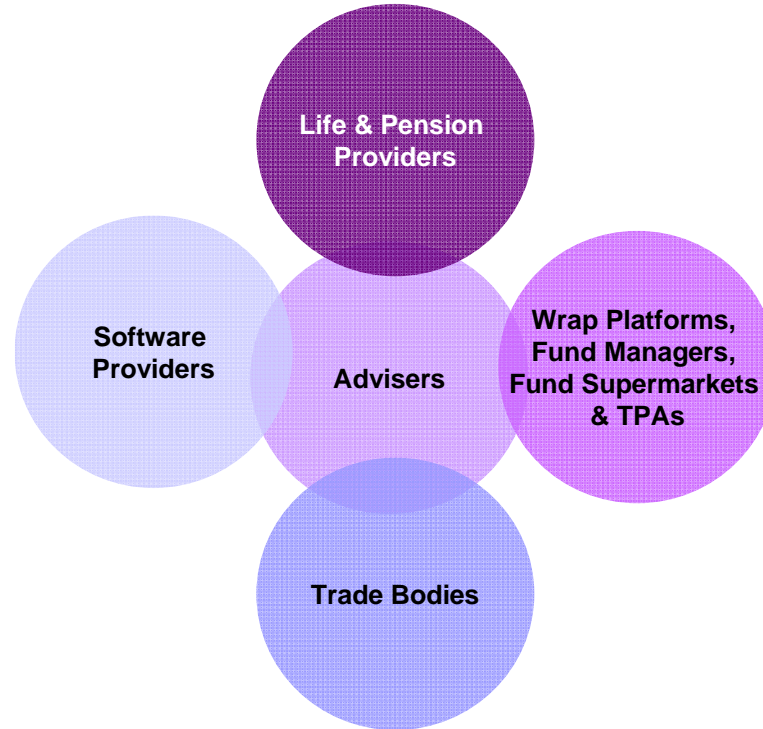 Life & Pension
Providers
Software
Providers
Advisers
Wrap Platforms,
Fund Managers,
Fund Supermarkets
& TPAs
Trade Bodies